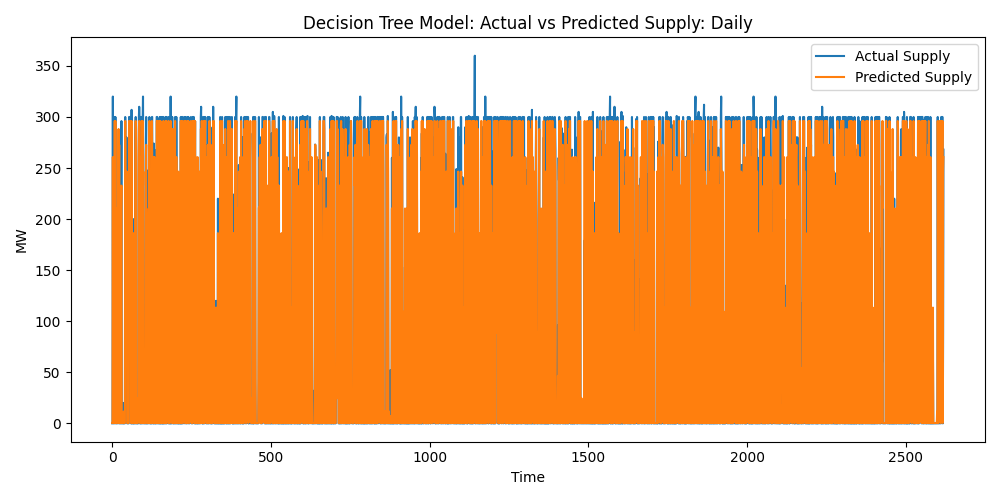 Decision Tree Model: Actual vs Predicted Supply: Daily
Actual Supply
Predicted Supply
MW
350
300
250
200
150
100
50
0
0 500 1000 1500 2000 2500
Time